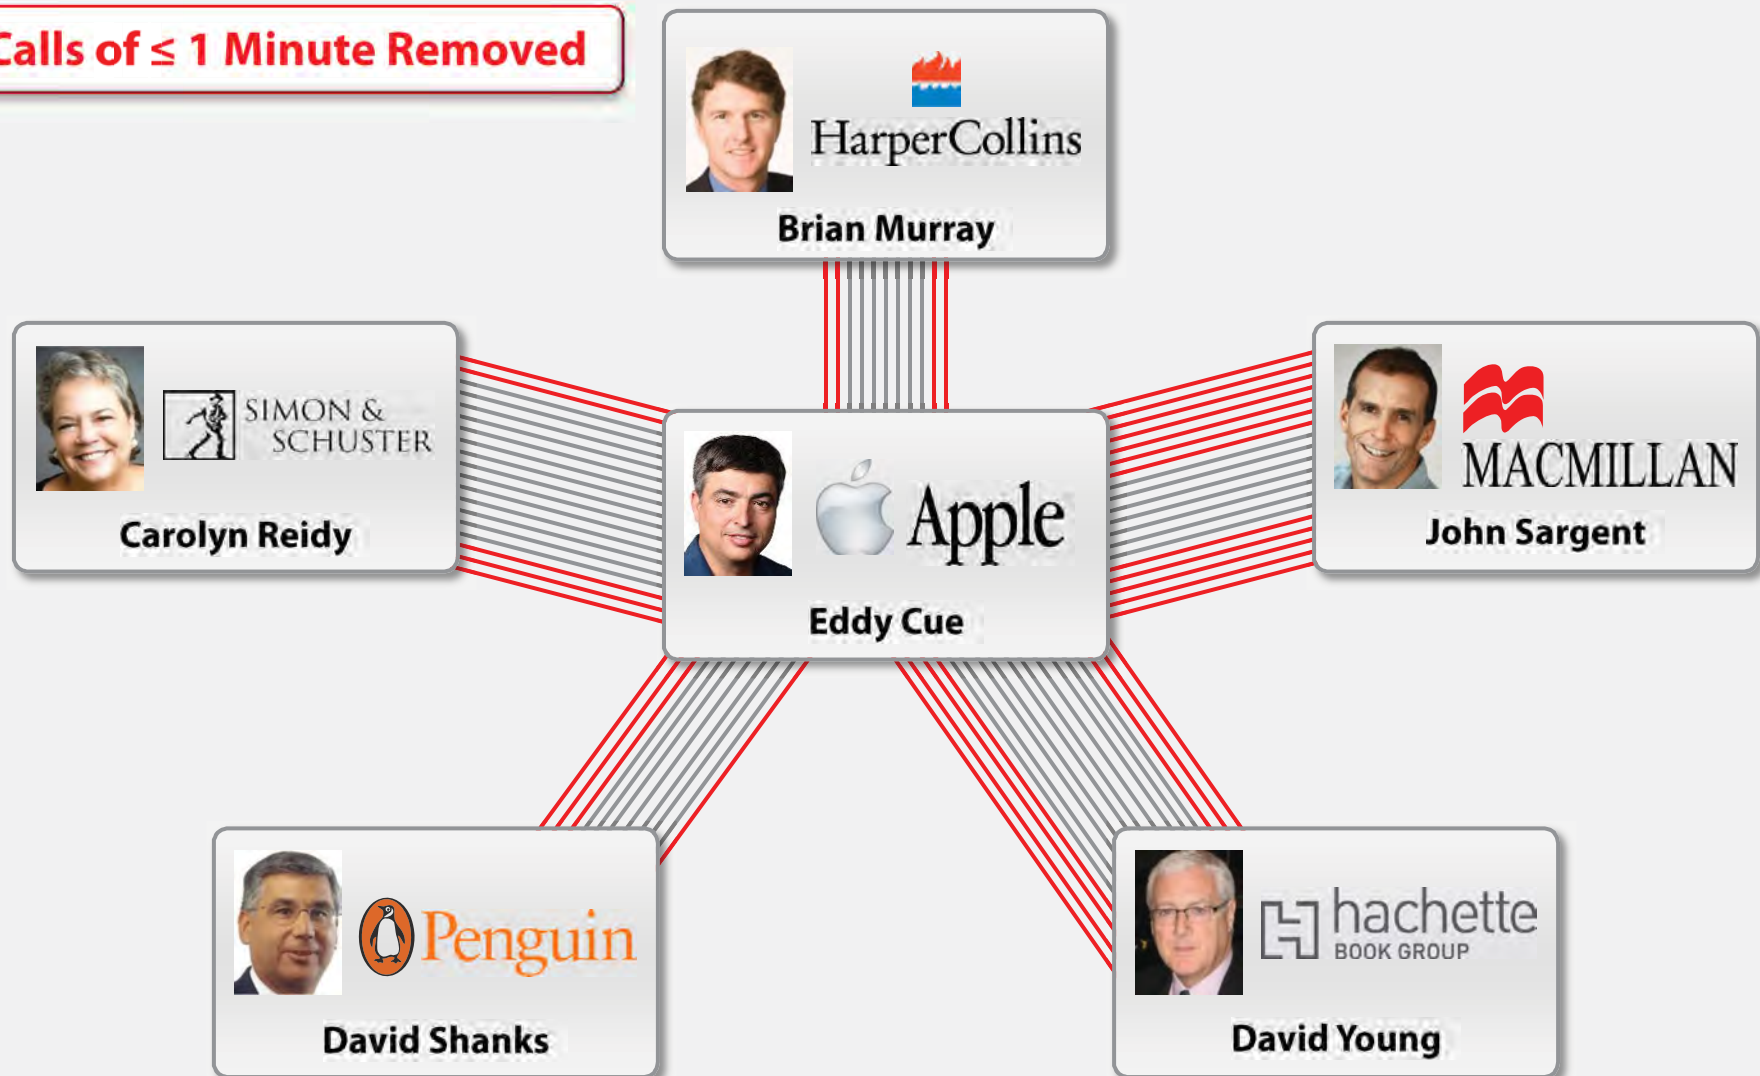 Calls of ≤ 1 Minute Removed
HarperCollins
Brian Murray
SIMON &
SCHUSTER
Carolyn Reidy
Apple
Eddy Cue
MACMILLAN
John Sargent
Penguin
David Shanks
hachette
BOOK GROUP
David Young